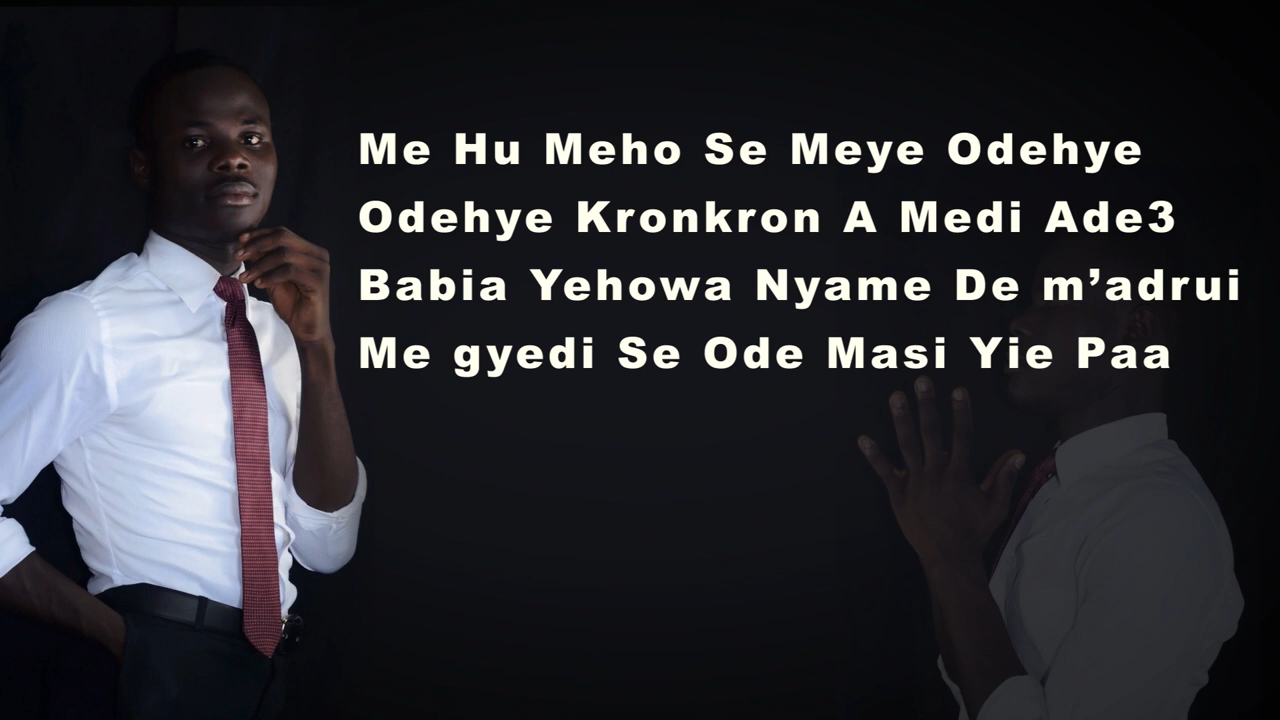 Me Hu Meho Se Meye Odehye
Odehye Kronkron A Medi Ade3
Babia Yehowa Nyame De m’adrui
Me gyedi Se Ode Masi Yie Paa